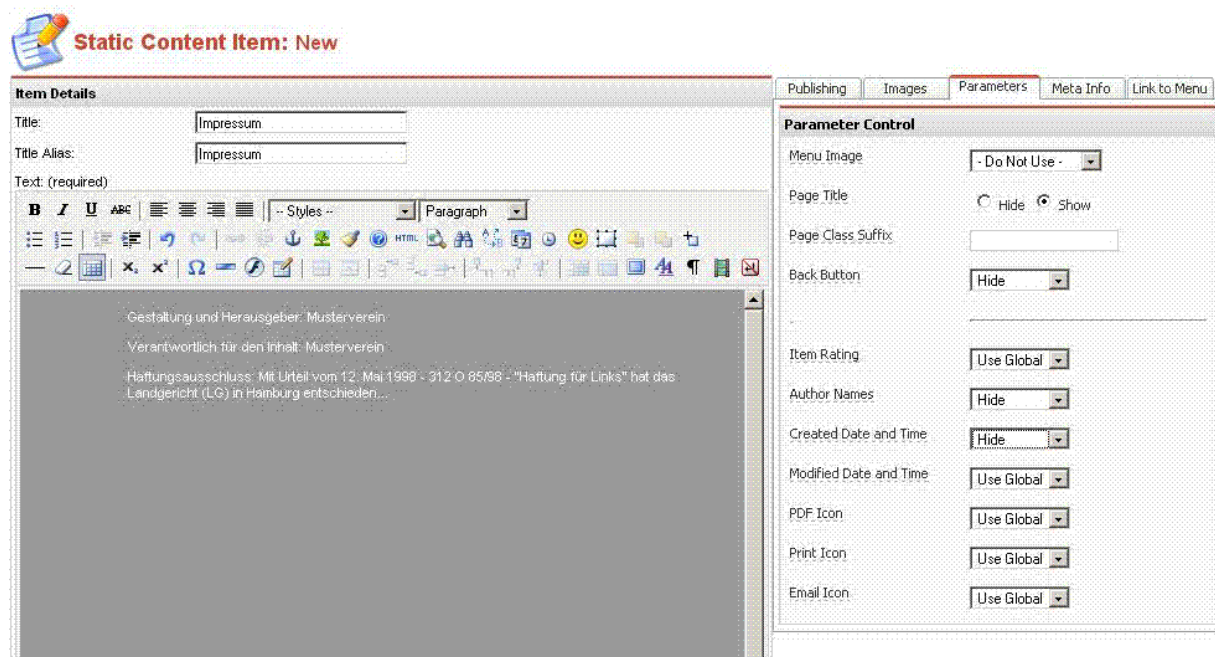 Static Content Item: New
Item Details
Title: Impressum
Title Alias: Impressum
Text: (required)
B I U ABC -- Styles -- Paragraph
HTML
Gestaltung und Herausgeber: Musterverein
Verantwortlich für den Inhalt: Musterverein
Haftungsausschluss: Mit Urteil vom 12. Mai 1998 - 312 O 85/98 - "Haftung für Links" hat das
Landgericht (LG) in Hamburg entschieden...
Publishing Images Parameters Meta Info Link to Menu
Parameter Control
Menu Image - Do Not Use -
Page Title Hide Show
Page Class Suffix
Back Button Hide
Item Rating Use Global
Author Names Hide
Created Date and Time Hide
Modified Date and Time Use Global
PDF Icon Use Global
Print Icon Use Global
Email Icon Use Global